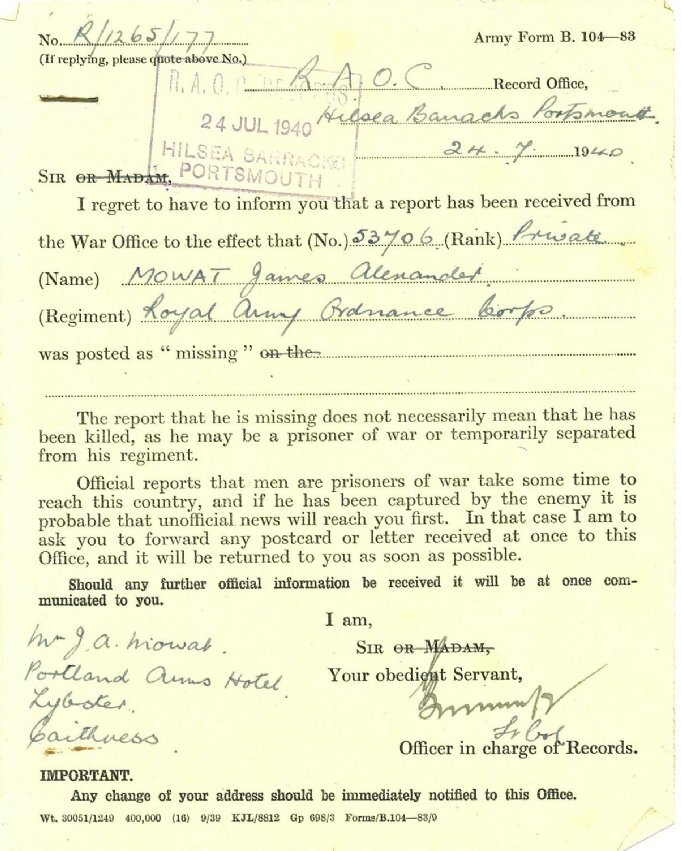 No. R/1265/177 Army Form B. 104—83
(If replying, please quote above No.)
R. A. O. C. Record Office,
R.A.O.C. RECORDS
24 JUL 1940
HILSEA BARRACKS
PORTSMOUTH
Hilsea Barracks Portsmouth.
24. 7. 1940
SIR OR MADAM,
I regret to have to inform you that a report has been received from
the War Office to the effect that (No.) 53706 (Rank) Private
(Name) MOWAT James Alexander.
(Regiment) Royal Army Ordnance Corps.
was posted as " missing " on the
The report that he is missing does not necessarily mean that he has
been killed, as he may be a prisoner of war or temporarily separated
from his regiment.
Official reports that men are prisoners of war take some time to
reach this country, and if he has been captured by the enemy it is
probable that unofficial news will reach you first. In that case I am to
ask you to forward any postcard or letter received at once to this
Office, and it will be returned to you as soon as possible.
Should any further official information be received it will be at once com-
municated to you.
I am,
SIR OR MADAM,
Your obedient Servant,
Lt Col
Officer in charge of Records.
Mr J. A. Mowat.
Portland Arms Hotel.
Lybster.
Caithness.
IMPORTANT.
Any change of your address should be immediately notified to this Office.
Wt. 30051/1249 400,000 (16) 9/39 KJL/8812 Gp 698/3 Forms/B.104—83/9